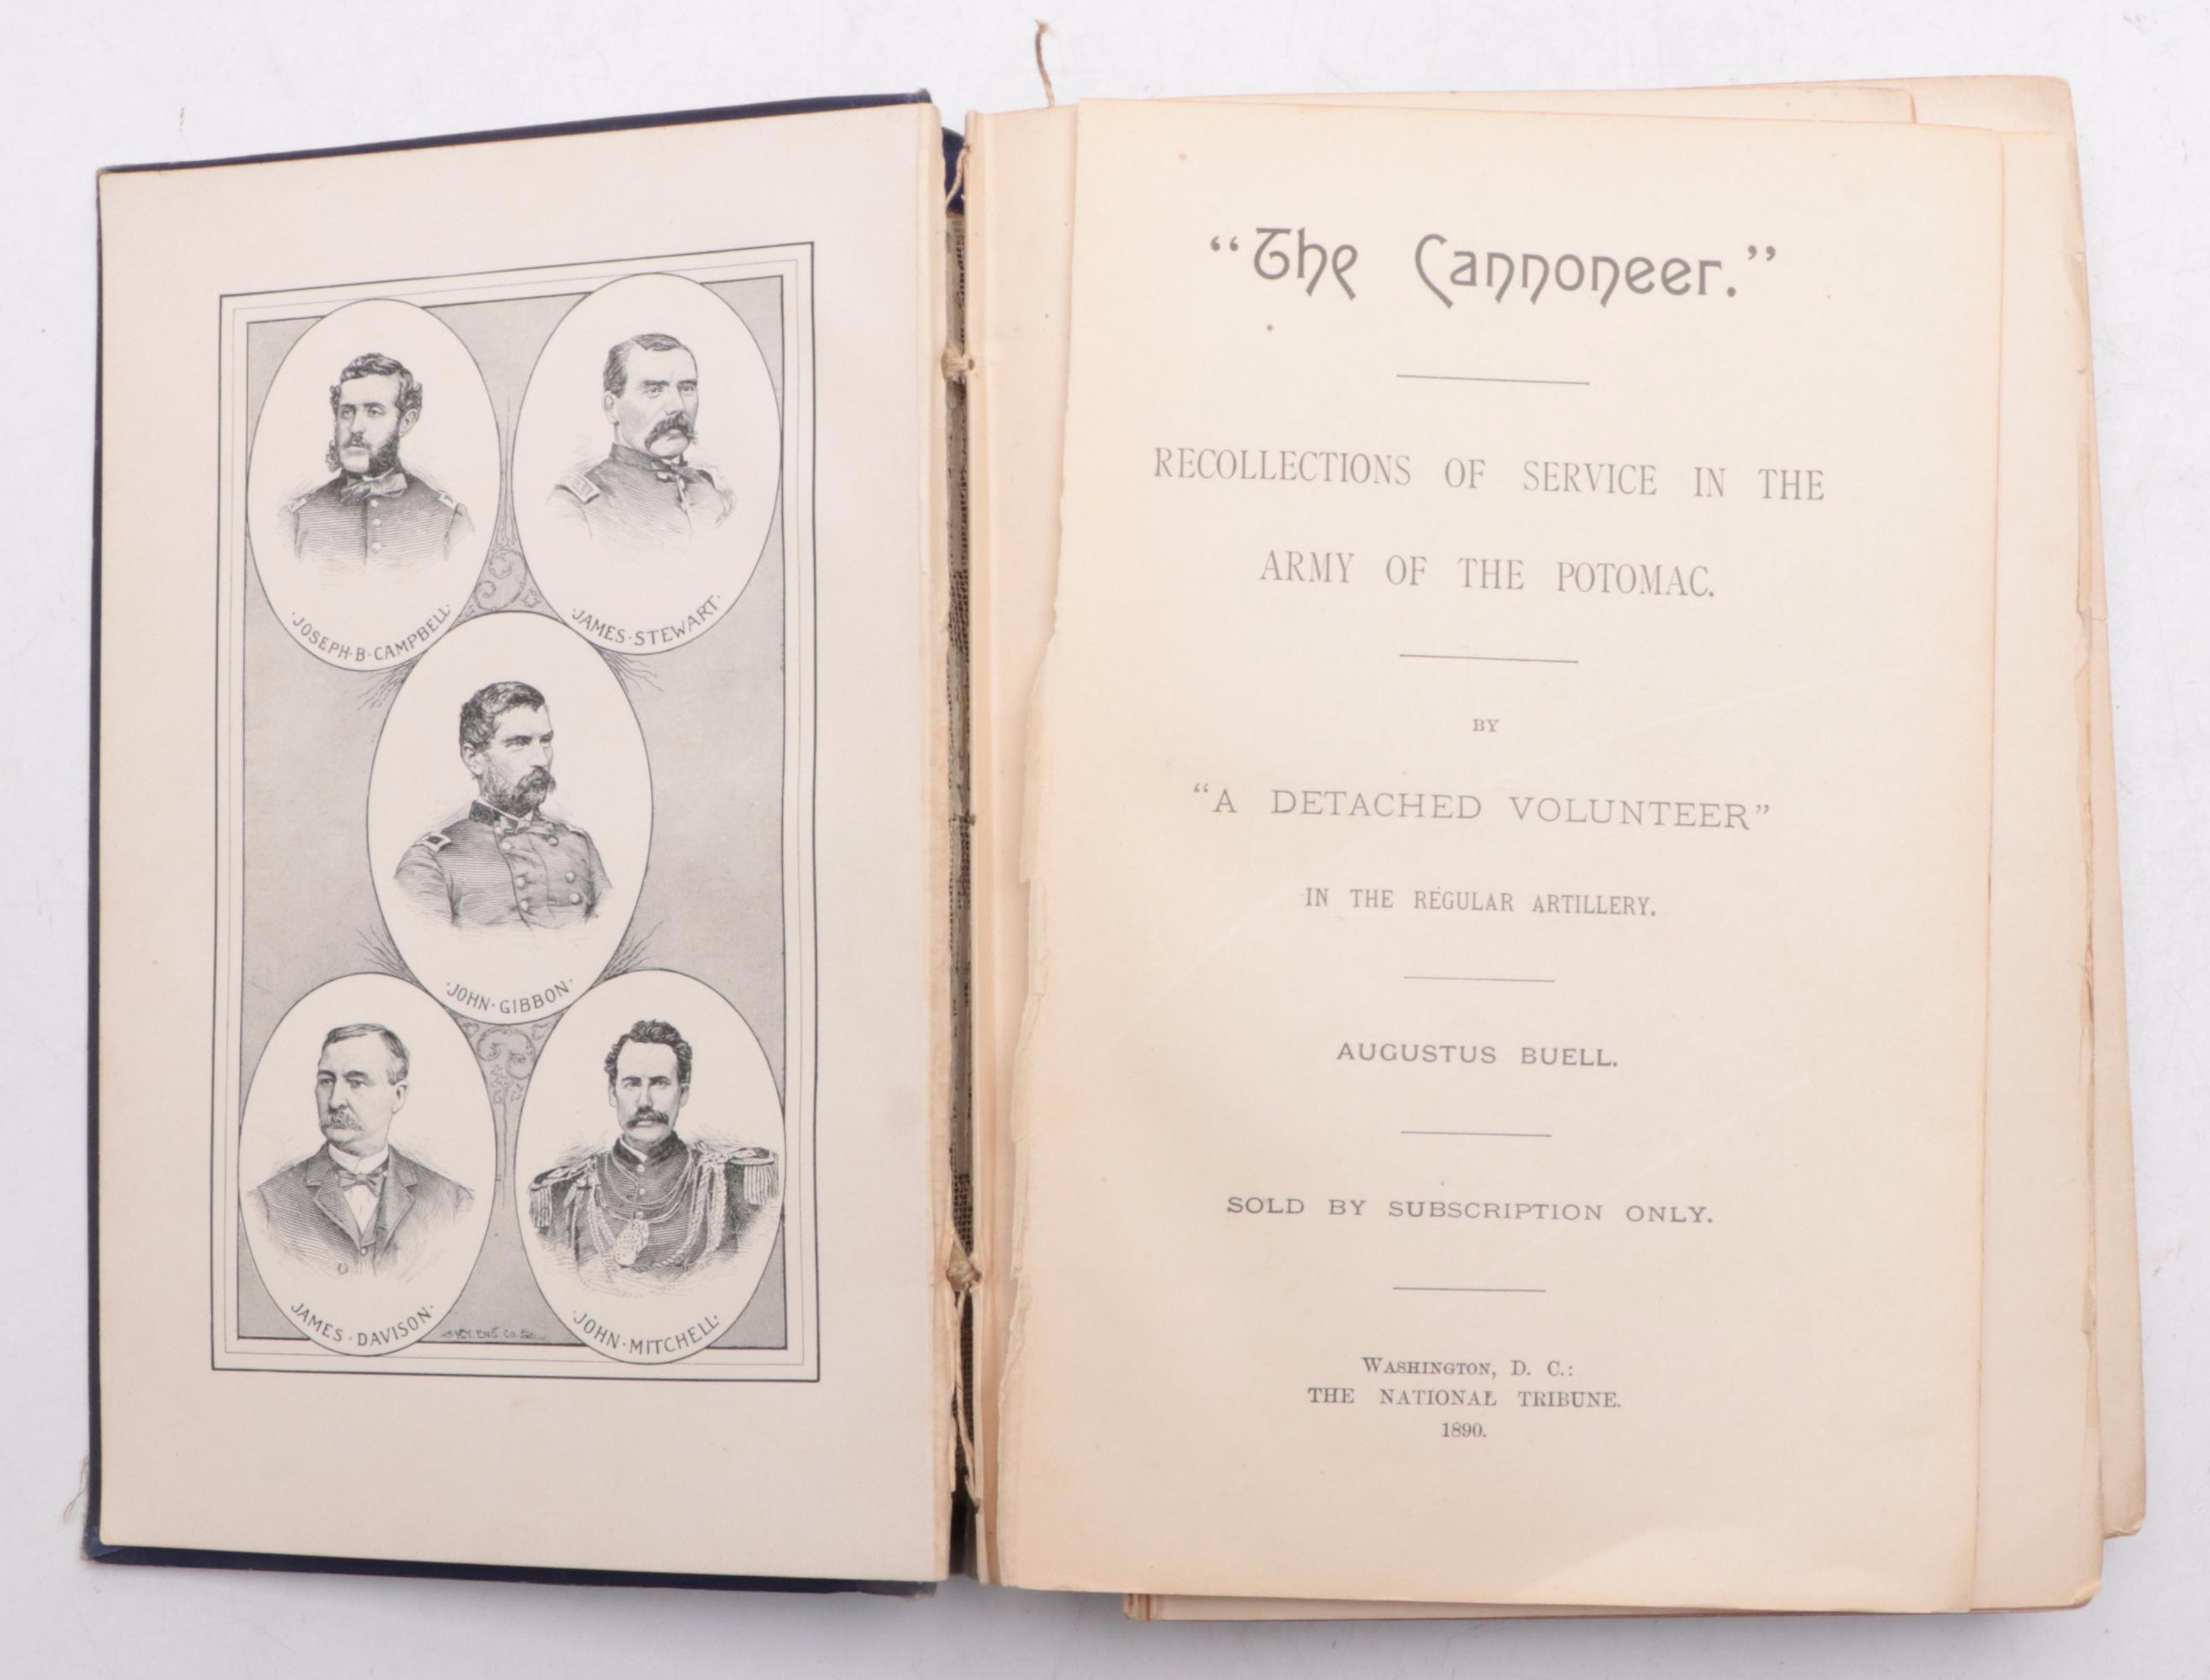 ·JOSEPH·B·CAMPBELL·
·JAMES·STEWART·
·JOHN·GIBBON·
JAMES·DAVISON·
·JOHN·MITCHELL·
"The Cannoneer."
RECOLLECTIONS OF SERVICE IN THE
ARMY OF THE POTOMAC.
BY
"A DETACHED VOLUNTEER"
IN THE REGULAR ARTILLERY.
AUGUSTUS BUELL.
SOLD BY SUBSCRIPTION ONLY.
WASHINGTON, D. C.:
THE NATIONAL TRIBUNE.
1890.